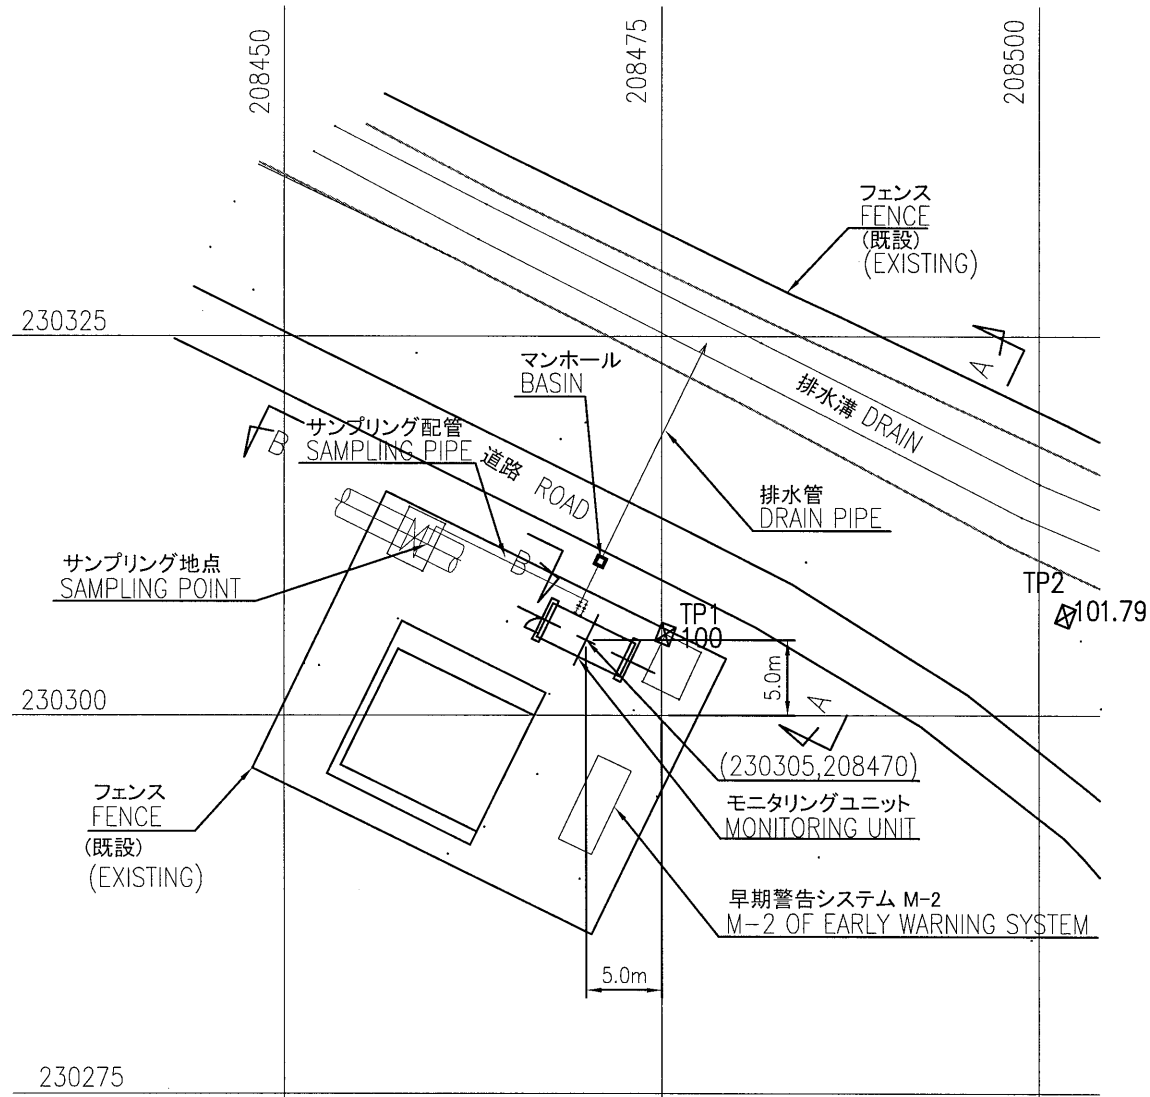 208450
208475
208500
フェンス
FENCE
(既設)
(EXISTING)
230325
マンホール
BASIN
A
排水溝 DRAIN
B
サンプリング配管
SAMPLING PIPE
道路 ROAD
排水管
DRAIN PIPE
サンプリング地点
SAMPLING POINT
M
B
TP2
101.79
TP1
100
5.0m
230300
A
(230305,208470)
フェンス
FENCE
(既設)
(EXISTING)
モニタリングユニット
MONITORING UNIT
早期警告システム M-2
M-2 OF EARLY WARNING SYSTEM
5.0m
230275